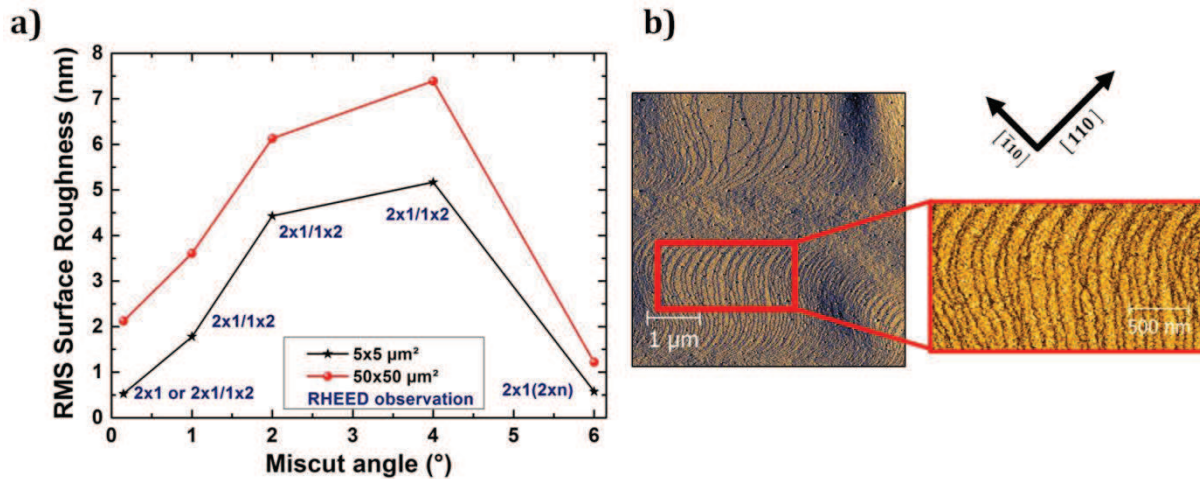 a)
RMS Surface Roughness (nm)
8
7
6
5
4
3
2
1
0
2x1 or 2x1/1x2
2x1/1x2
2x1/1x2
2x1/1x2
2x1(2xn)
5x5 µm²
50x50 µm²
RHEED observation
0 1 2 3 4 5 6
Miscut angle (°)
b)
[1̅10]
[110]
1 µm
500 nm